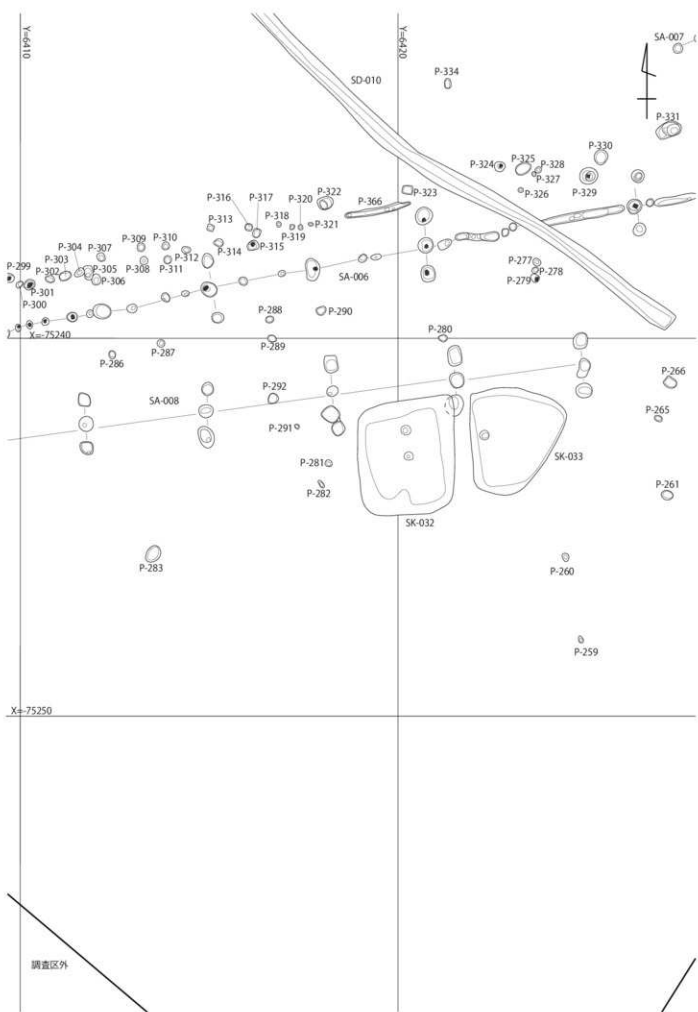 Y=6410
Y=6420
SA-007
SD-010
P-334
P-331
P-330
P-325
P-324
P-328
P-327
P-329
P-326
P-322
P-323
P-366
P-316
P-317
P-320
P-318
P-321
P-319
P-313
P-315
P-314
P-309
P-310
P-312
P-307
P-304
P-303
P-308
P-311
P-299
P-302
P-305
P-306
P-301
P-300
SA-006
P-277
P-278
P-279
P-288
P-290
P-280
X=-75240
P-289
P-287
P-286
P-266
P-292
SA-008
P-265
P-291
SK-033
P-281
P-282
P-261
SK-032
P-283
P-260
P-259
X=-75250
調査区外